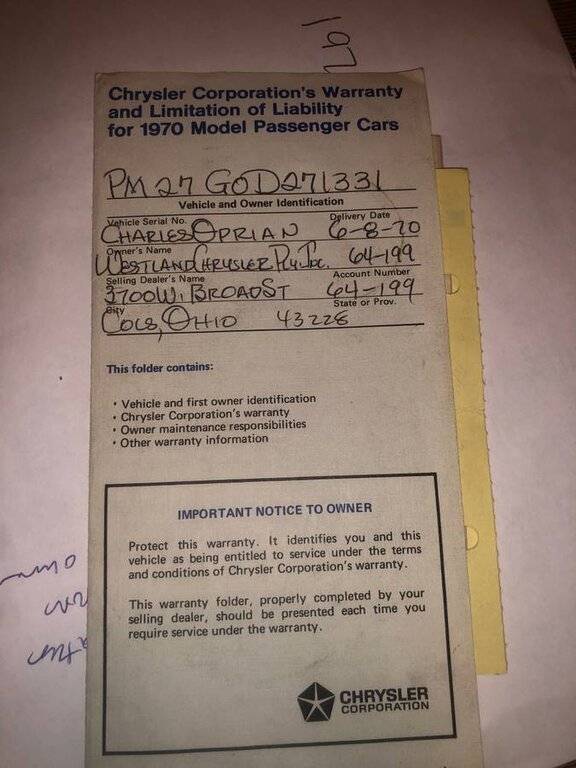 197
Chrysler Corporation's Warranty
and Limitation of Liability
for 1970 Model Passenger Cars
PM 27 GOD271331
Vehicle and Owner Identification
Vehicle Serial No. Delivery Date
CHARLES OPRIAN 6-8-70
Owner's Name
WESTLAND CHRYSLER PLY. INC. 64-199
Selling Dealer's Name Account Number
3700 W. BROAD ST 64-199
City State or Prov.
COLS, OHIO 43228
This folder contains:
• Vehicle and first owner identification
• Chrysler Corporation's warranty
• Owner maintenance responsibilities
• Other warranty information
IMPORTANT NOTICE TO OWNER
Protect this warranty. It identifies you and this
vehicle as being entitled to service under the terms
and conditions of Chrysler Corporation's warranty.
This warranty folder, properly completed by your
selling dealer, should be presented each time you
require service under the warranty.
CHRYSLER
CORPORATION